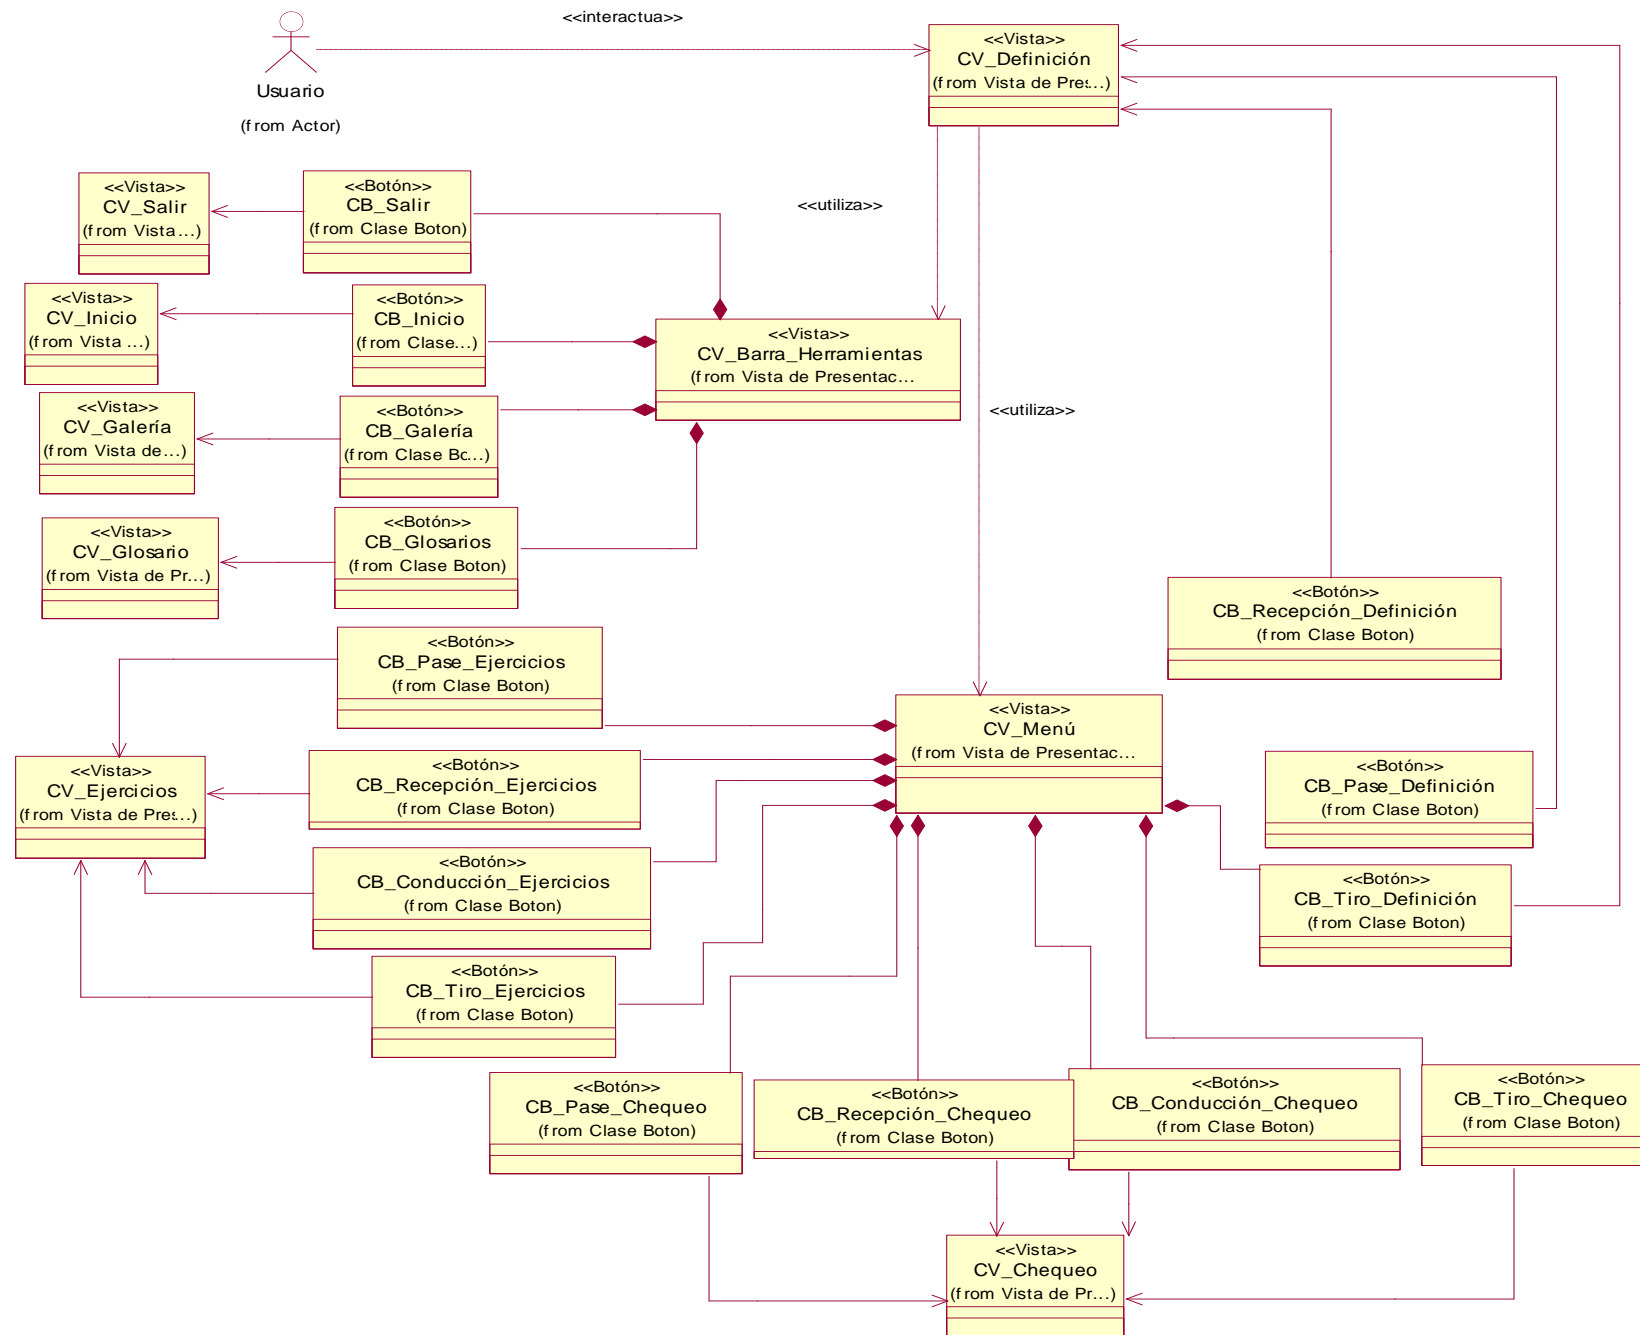 <<interactua>>
Usuario
(from Actor)
<<Vista>>
CV_Definición
(from Vista de Pres...)
<<utiliza>>
<<utiliza>>
<<Vista>>
CV_Salir
(from Vista...)
<<Botón>>
CB_Salir
(from Clase Boton)
<<Vista>>
CV_Inicio
(from Vista ...)
<<Botón>>
CB_Inicio
(from Clase...)
<<Vista>>
CV_Barra_Herramientas
(from Vista de Presentac...
<<Vista>>
CV_Galería
(from Vista de...)
<<Botón>>
CB_Galería
(from Clase Bo...)
<<Vista>>
CV_Glosario
(from Vista de Pr...)
<<Botón>>
CB_Glosarios
(from Clase Boton)
<<Botón>>
CB_Recepción_Definición
(from Clase Boton)
<<Botón>>
CB_Pase_Ejercicios
(from Clase Boton)
<<Vista>>
CV_Menú
(from Vista de Presentac...
<<Vista>>
CV_Ejercicios
(from Vista de Pres...)
<<Botón>>
CB_Recepción_Ejercicios
(from Clase Boton)
<<Botón>>
CB_Pase_Definición
(from Clase Boton)
<<Botón>>
CB_Conducción_Ejercicios
(from Clase Boton)
<<Botón>>
CB_Tiro_Definición
(from Clase Boton)
<<Botón>>
CB_Tiro_Ejercicios
(from Clase Boton)
<<Botón>>
CB_Pase_Chequeo
(from Clase Boton)
<<Botón>>
CB_Recepción_Chequeo
(from Clase Boton)
<<Botón>>
CB_Conducción_Chequeo
(from Clase Boton)
<<Botón>>
CB_Tiro_Chequeo
(from Clase Boton)
<<Vista>>
CV_Chequeo
(from Vista de Pr...)